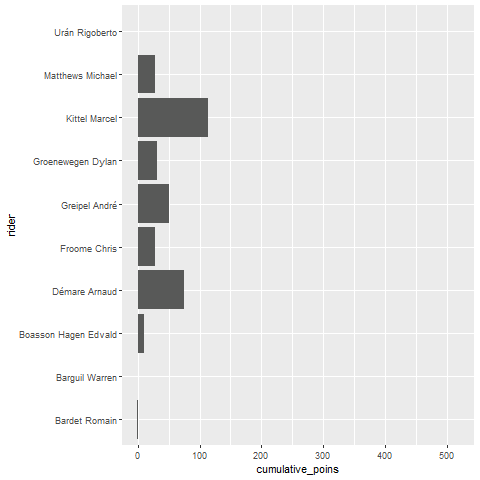 Urán Rigoberto
Matthews Michael
Kittel Marcel
Groenewegen Dylan
Greipel André
Froome Chris
Démare Arnaud
Boasson Hagen Edvald
Barguil Warren
Bardet Romain
rider
0 100 200 300 400 500
cumulative_poins